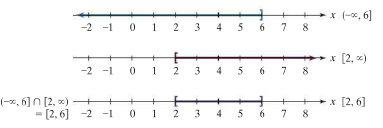 x (-∞, 6]
-2 -1 0 1 2 3 4 5 6 7 8
x [2, ∞)
-2 -1 0 1 2 3 4 5 6 7 8
(-∞, 6] ∩ [2, ∞)
= [2, 6]
x [2, 6]
-2 -1 0 1 2 3 4 5 6 7 8